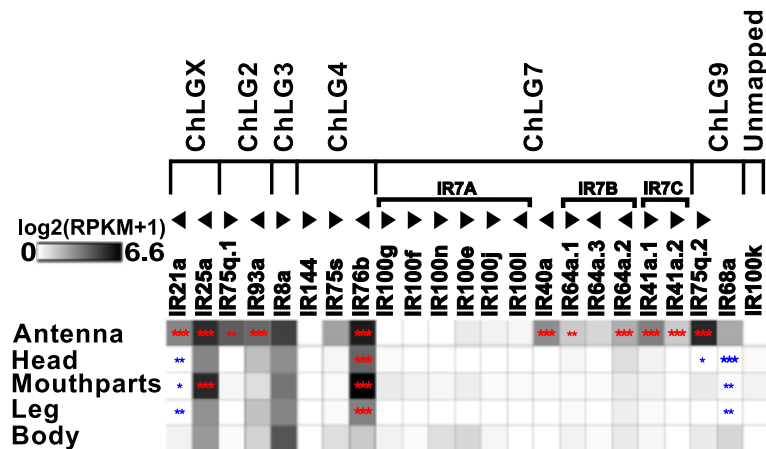 ChLGX ChLG2 ChLG3 ChLG4 ChLG7 ChLG9 Unmapped
IR7A IR7B IR7C
log2(RPKM+1)
0 6.6
IR21a IR25a IR75q.1 IR93a IR8a IR144 IR75s IR76b IR100g IR100f IR100n IR100e IR100j IR100l IR40a IR64a.1 IR64a.3 IR64a.2 IR41a.1 IR41a.2 IR75q.2 IR68a IR100k
Antenna *** *** ** *** *** *** ** *** *** *** ***
Head ** *** * ***
Mouthparts * *** *** **
Leg ** *** **
Body